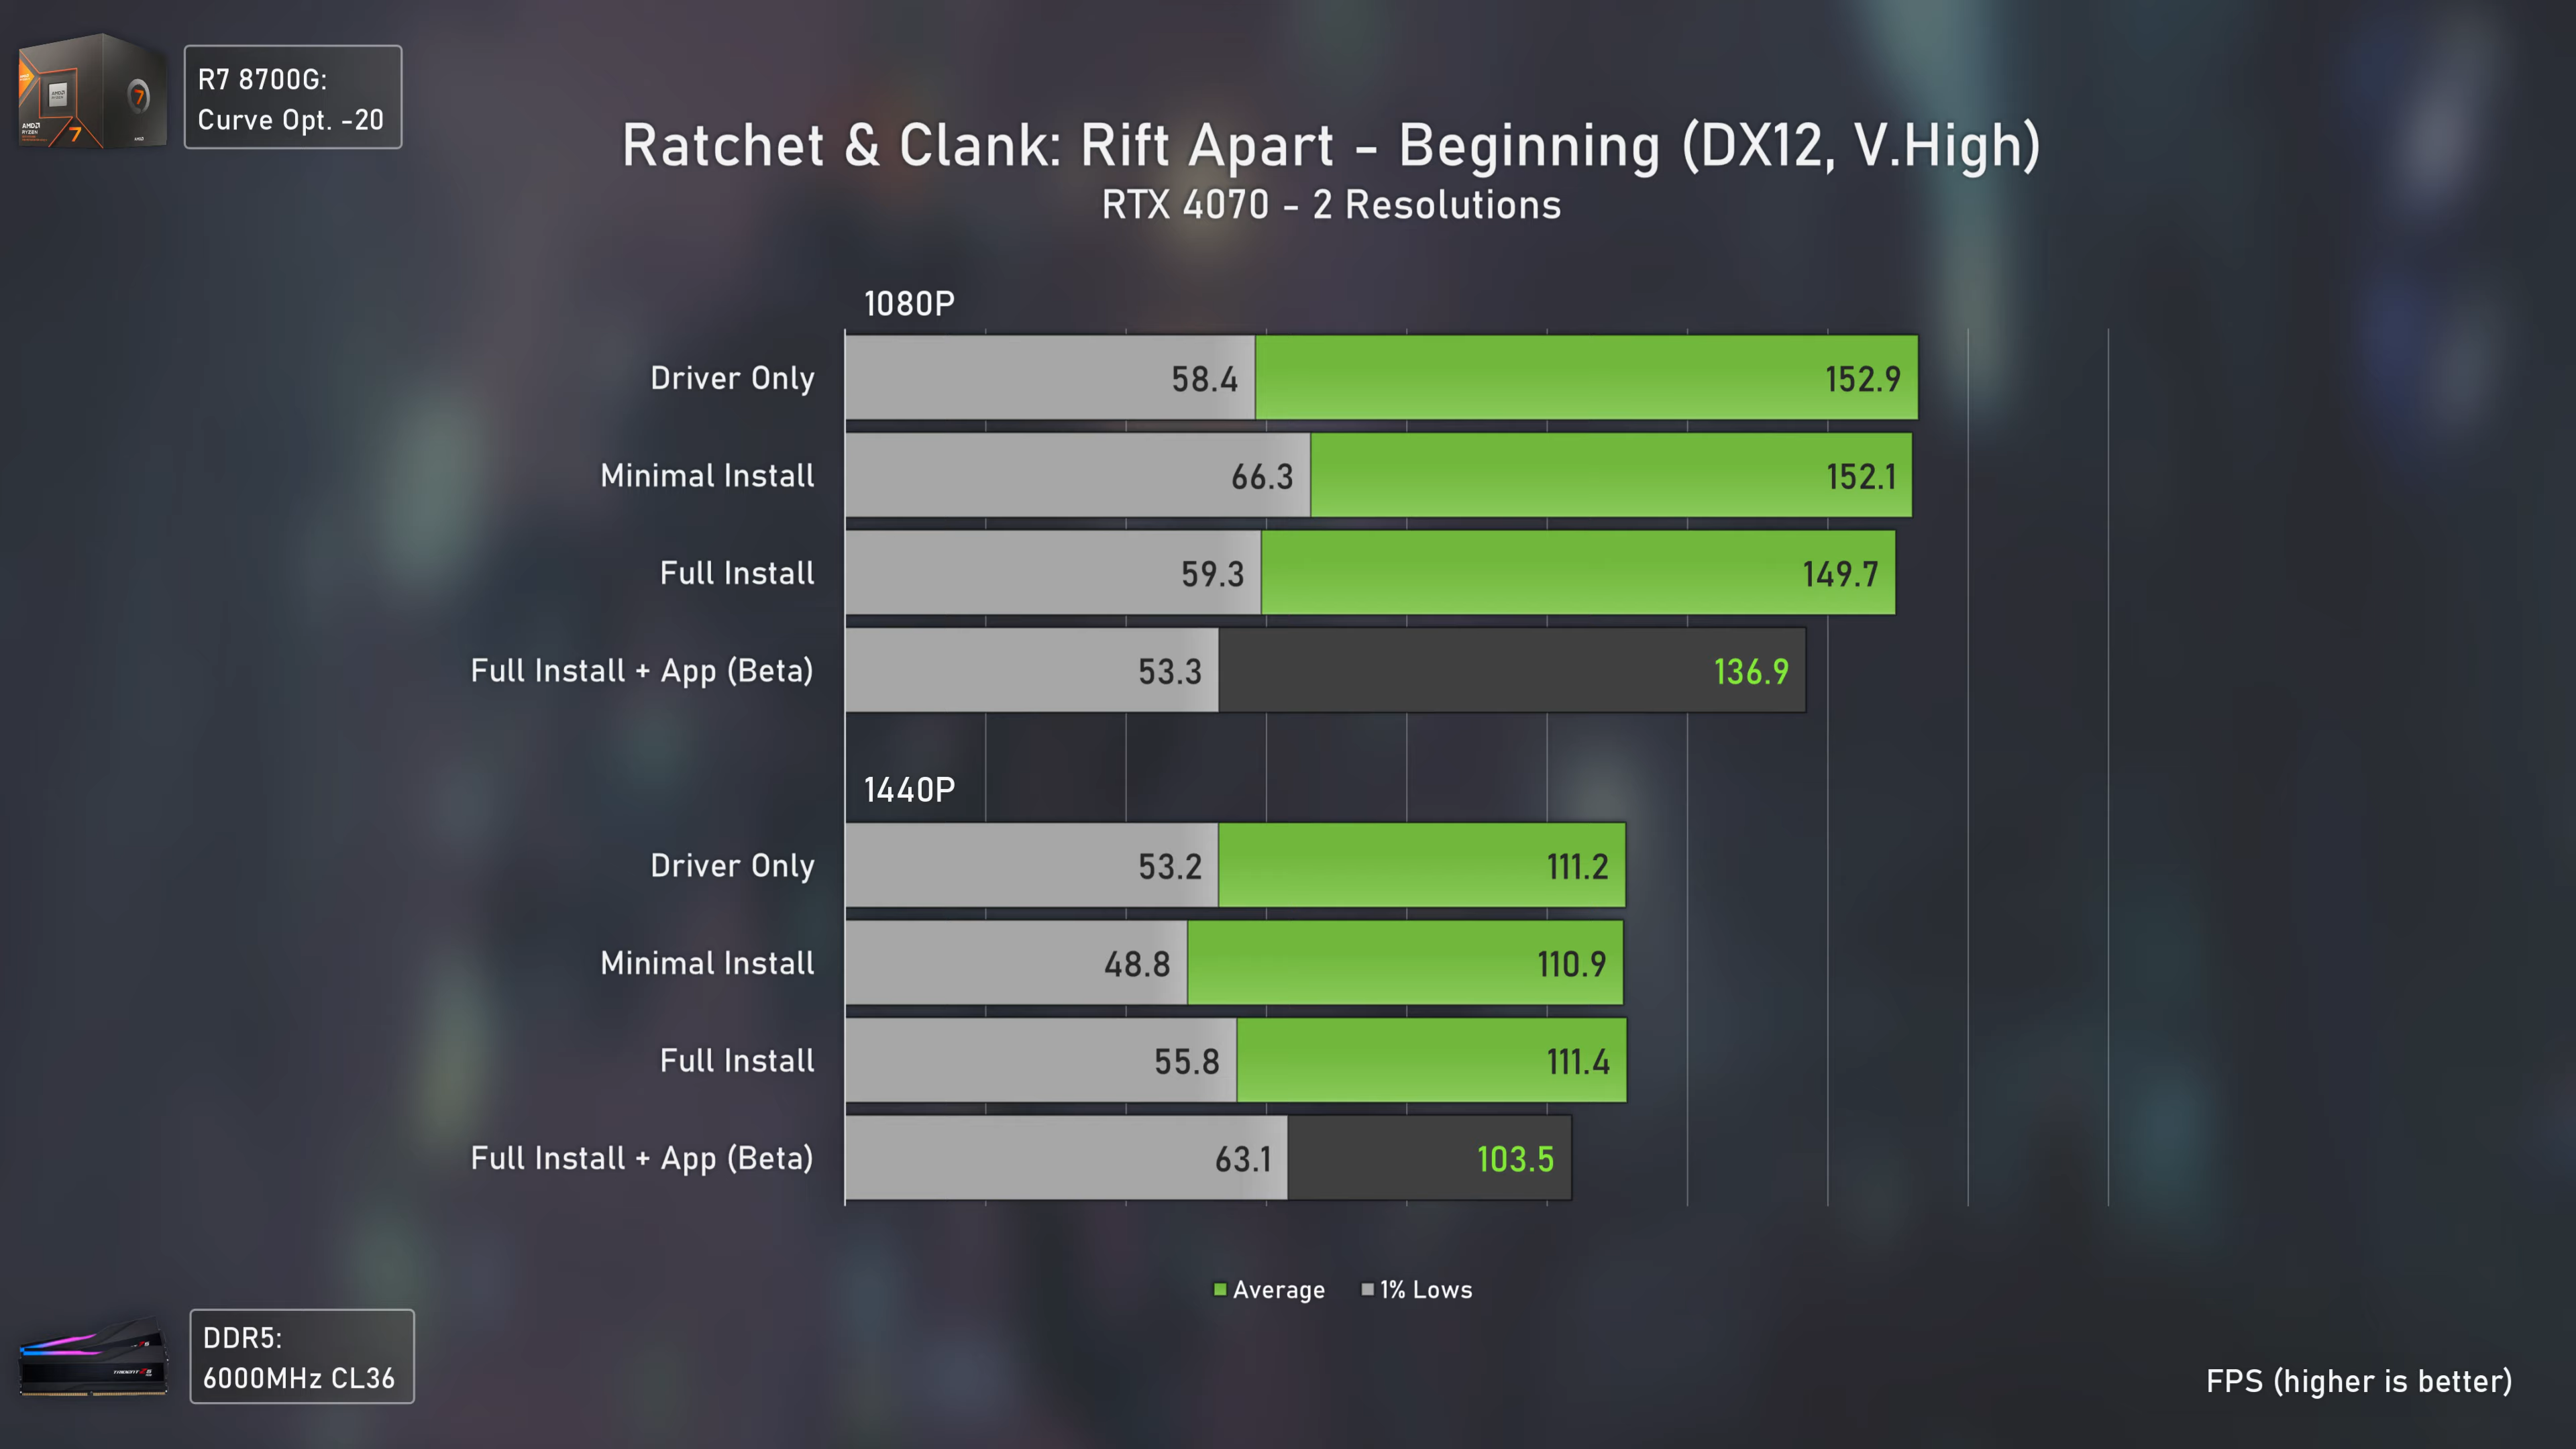 R7 8700G:
Curve Opt. -20
AMD
RYZEN
7
7
Ratchet & Clank: Rift Apart - Beginning (DX12, V.High)
RTX 4070 - 2 Resolutions
1080P
Driver Only 58.4 152.9
Minimal Install 66.3 152.1
Full Install 59.3 149.7
Full Install + App (Beta) 53.3 136.9
1440P
Driver Only 53.2 111.2
Minimal Install 48.8 110.9
Full Install 55.8 111.4
Full Install + App (Beta) 63.1 103.5
Average 1% Lows
DDR5:
6000MHz CL36
FPS (higher is better)